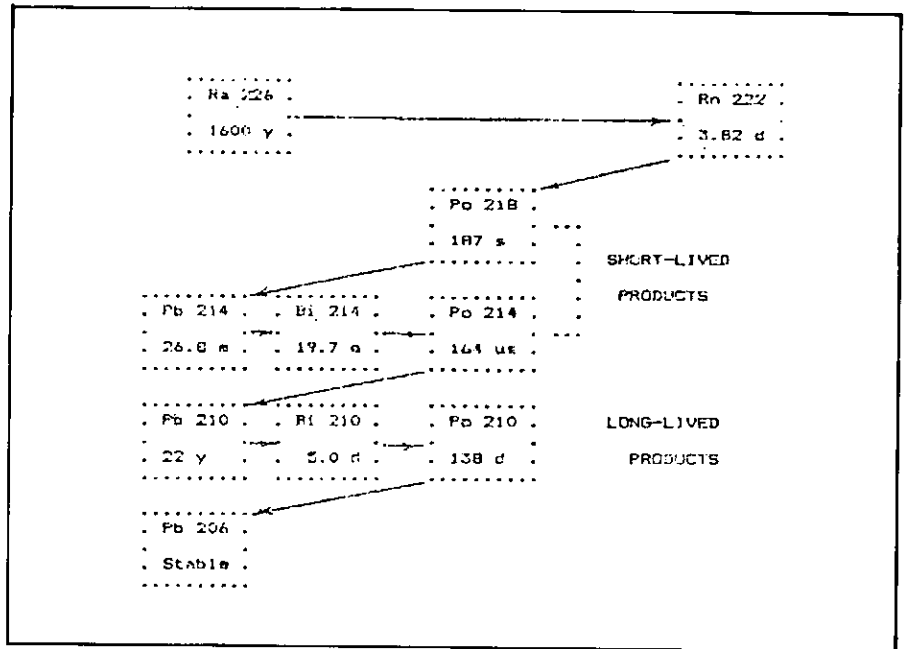 Ra 226
1600 y
Rn 222
3.82 d
Po 218
187 s
SHORT-LIVED
PRODUCTS
Pb 214
26.8 m
Bi 214
19.7 m
Po 214
164 us
Pb 210
22 y
Bi 210
5.0 d
Po 210
138 d
LONG-LIVED
PRODUCTS
Pb 206
Stable